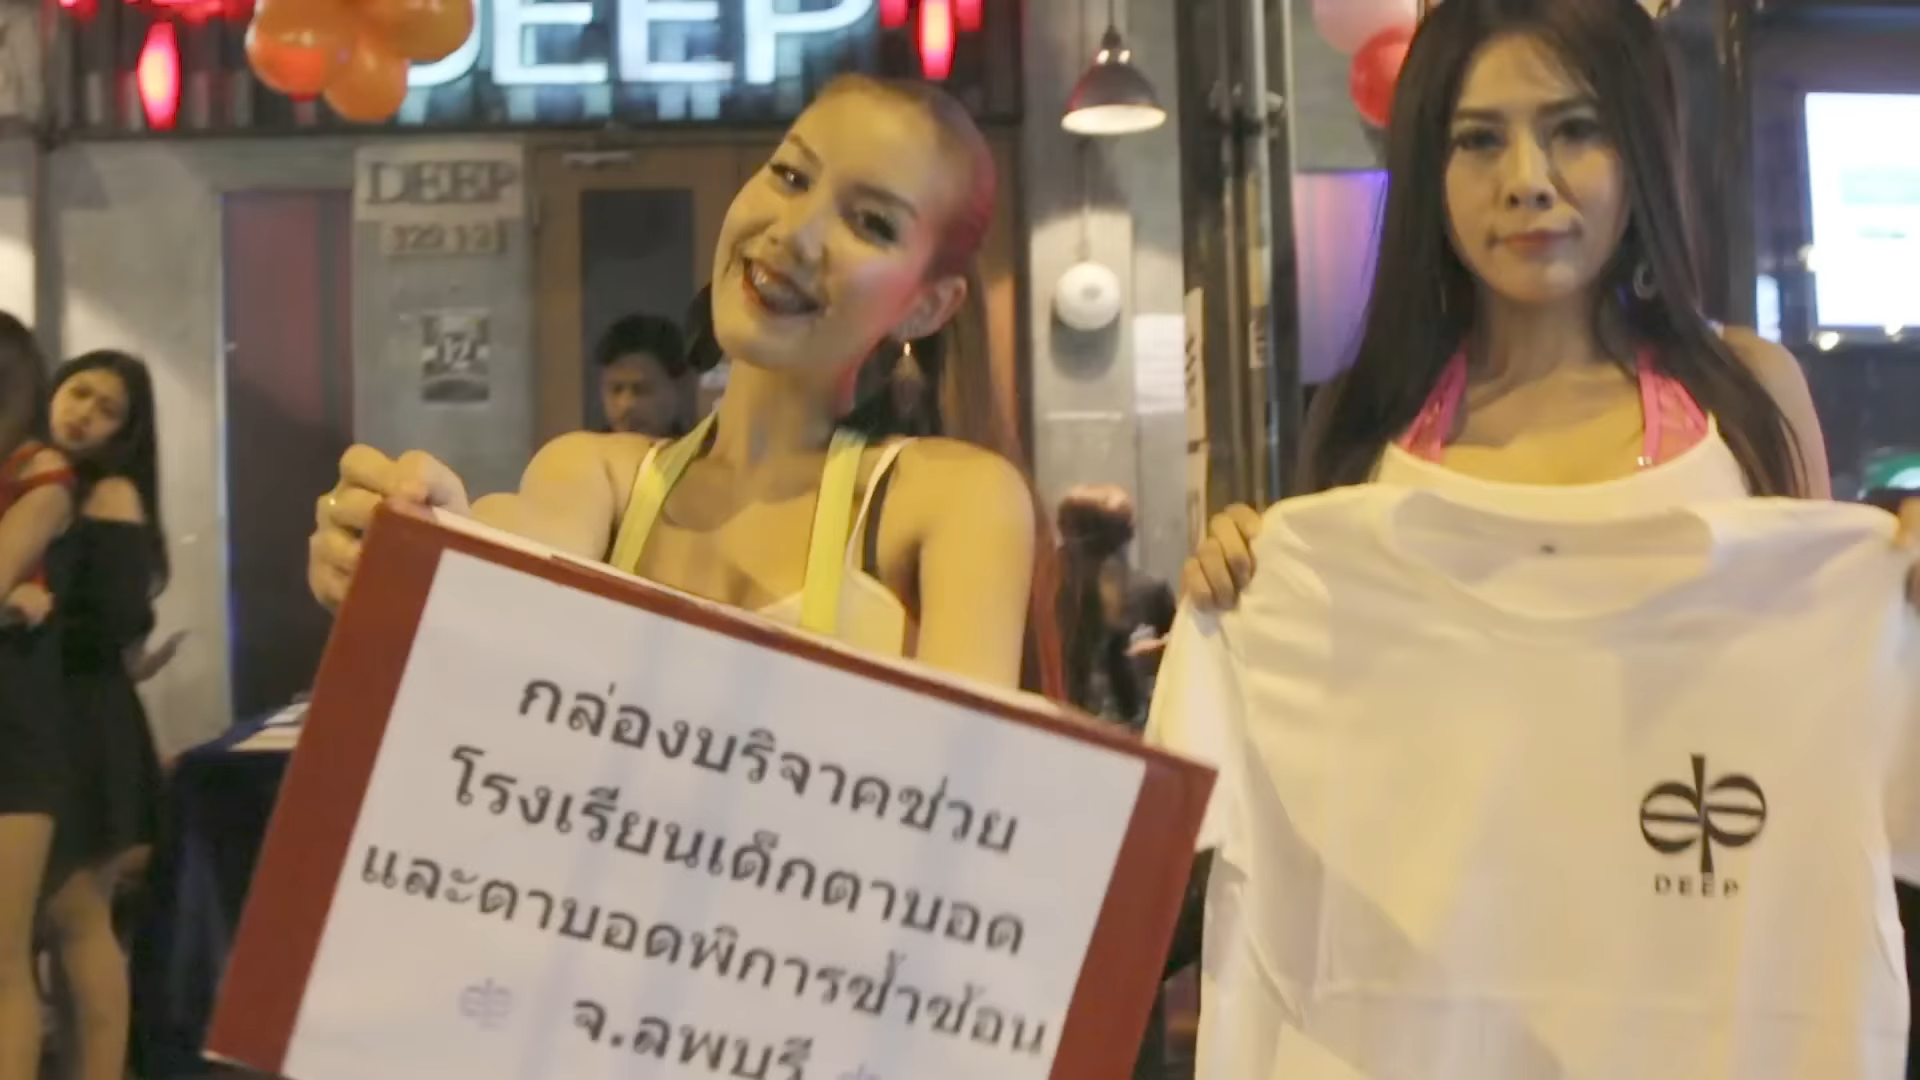 DEEP
DEEP
กล่องบริจาคช่วย
โรงเรียนเด็กตาบอด
และตาบอดพิการซ้ำซ้อน
จ.ลพบุรี
DEEP